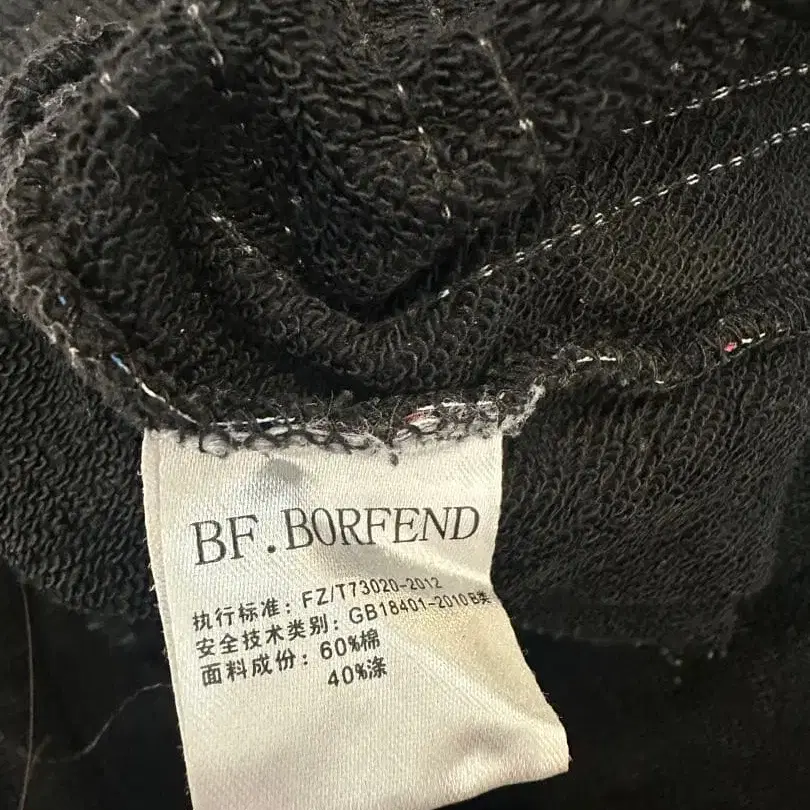 BF.BORFEND
执行标准: FZ/T73020-2012
安全技术类别: GB18401-2010B类
面料成份: 60%棉
40%涤